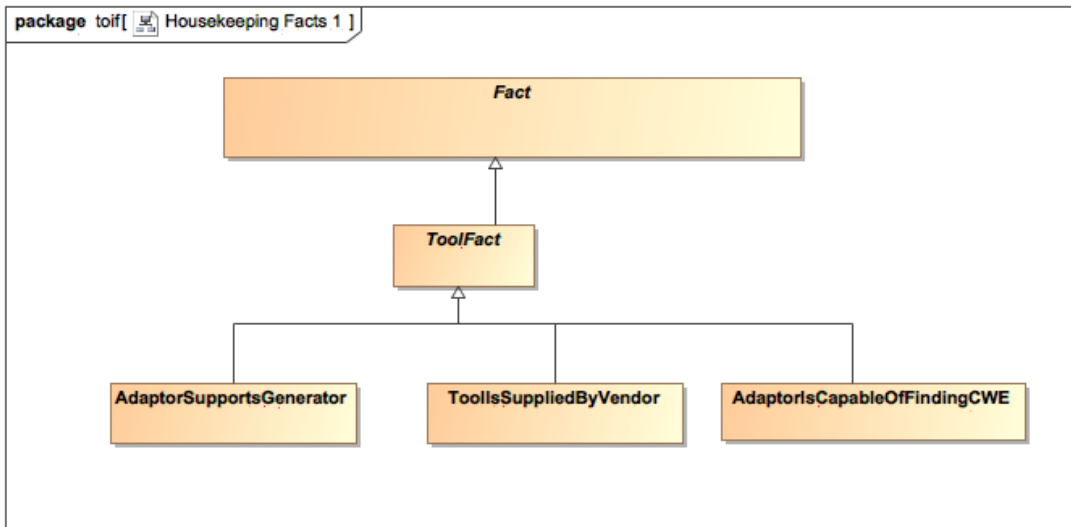 package toif[ Housekeeping Facts 1 ]
Fact
ToolFact
AdaptorSupportsGenerator
ToolIsSuppliedByVendor
AdaptorIsCapableOfFindingCWE